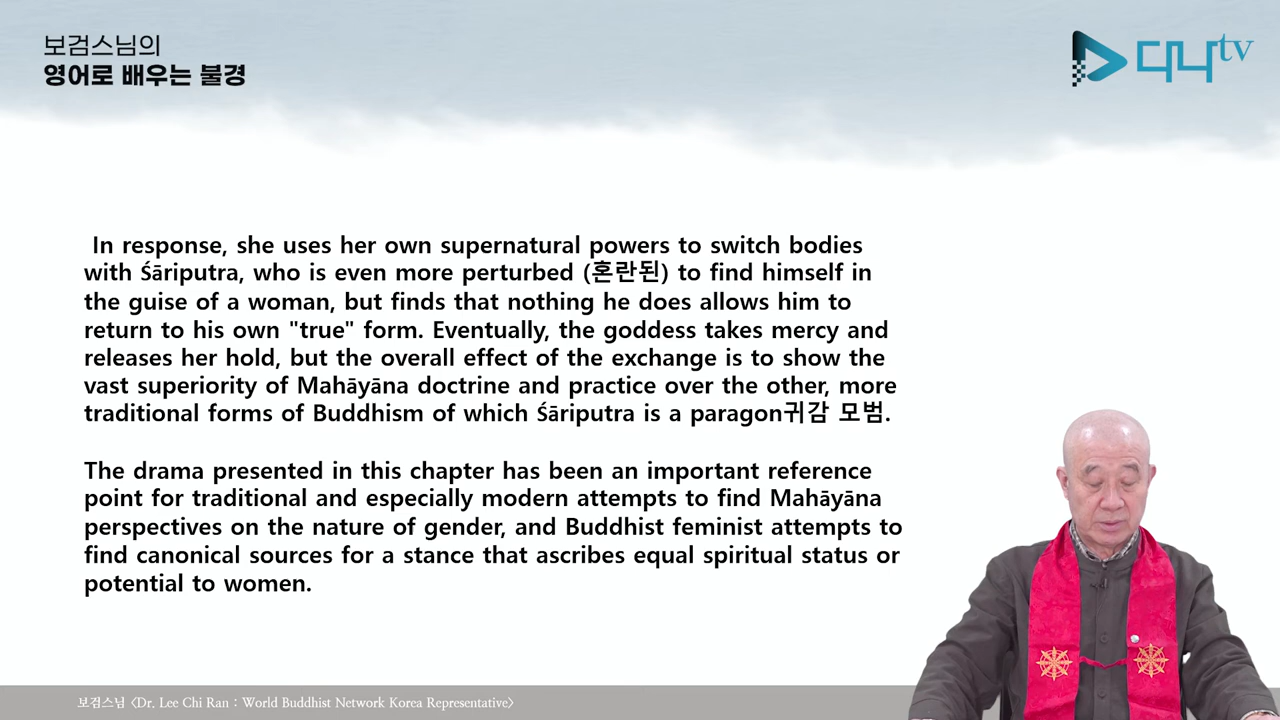 보검스님의
영어로 배우는 불경
다나tv
In response, she uses her own supernatural powers to switch bodies
with Śāriputra, who is even more perturbed (혼란된) to find himself in
the guise of a woman, but finds that nothing he does allows him to
return to his own "true" form. Eventually, the goddess takes mercy and
releases her hold, but the overall effect of the exchange is to show the
vast superiority of Mahāyāna doctrine and practice over the other, more
traditional forms of Buddhism of which Śāriputra is a paragon귀감 모범.
The drama presented in this chapter has been an important reference
point for traditional and especially modern attempts to find Mahāyāna
perspectives on the nature of gender, and Buddhist feminist attempts to
find canonical sources for a stance that ascribes equal spiritual status or
potential to women.
보검스님 <Dr. Lee Chi Ran : World Buddhist Network Korea Representative>